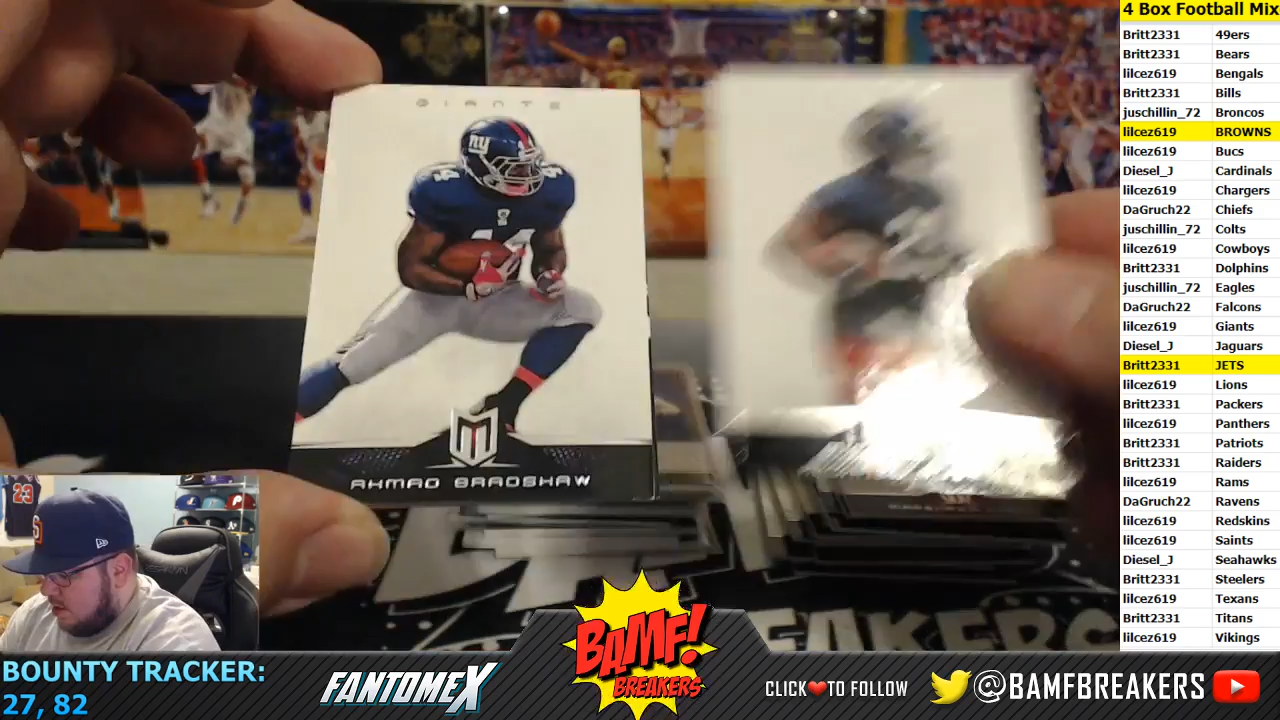 4 Box Football Mix
Britt2331 49ers
Britt2331 Bears
lilcez619 Bengals
Britt2331 Bills
juschillin_72 Broncos
lilcez619 BROWNS
lilcez619 Bucs
Diesel_J Cardinals
lilcez619 Chargers
DaGruch22 Chiefs
juschillin_72 Colts
lilcez619 Cowboys
Britt2331 Dolphins
juschillin_72 Eagles
DaGruch22 Falcons
lilcez619 Giants
Diesel_J Jaguars
Britt2331 JETS
lilcez619 Lions
Britt2331 Packers
lilcez619 Panthers
Britt2331 Patriots
Britt2331 Raiders
lilcez619 Rams
DaGruch22 Ravens
lilcez619 Redskins
lilcez619 Saints
Diesel_J Seahawks
Britt2331 Steelers
lilcez619 Texans
Britt2331 Titans
lilcez619 Vikings
GIANTS
ny
44
44
M
AHMAD BRADSHAW
23
BOUNTY TRACKER:
27, 82
FANTOMEX
BAMF!
BREAKERS
CLICK❤TO FOLLOW
@BAMFBREAKERS